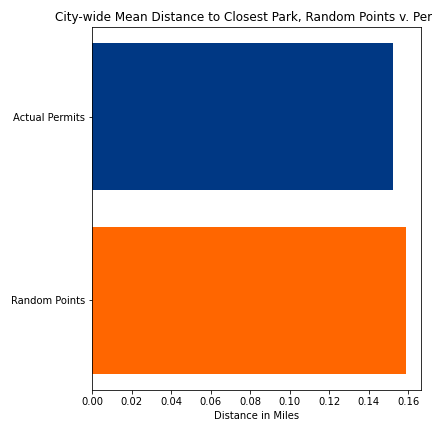 City-wide Mean Distance to Closest Park, Random Points v. Per
Actual Permits
Random Points
0.00 0.02 0.04 0.06 0.08 0.10 0.12 0.14 0.16
Distance in Miles